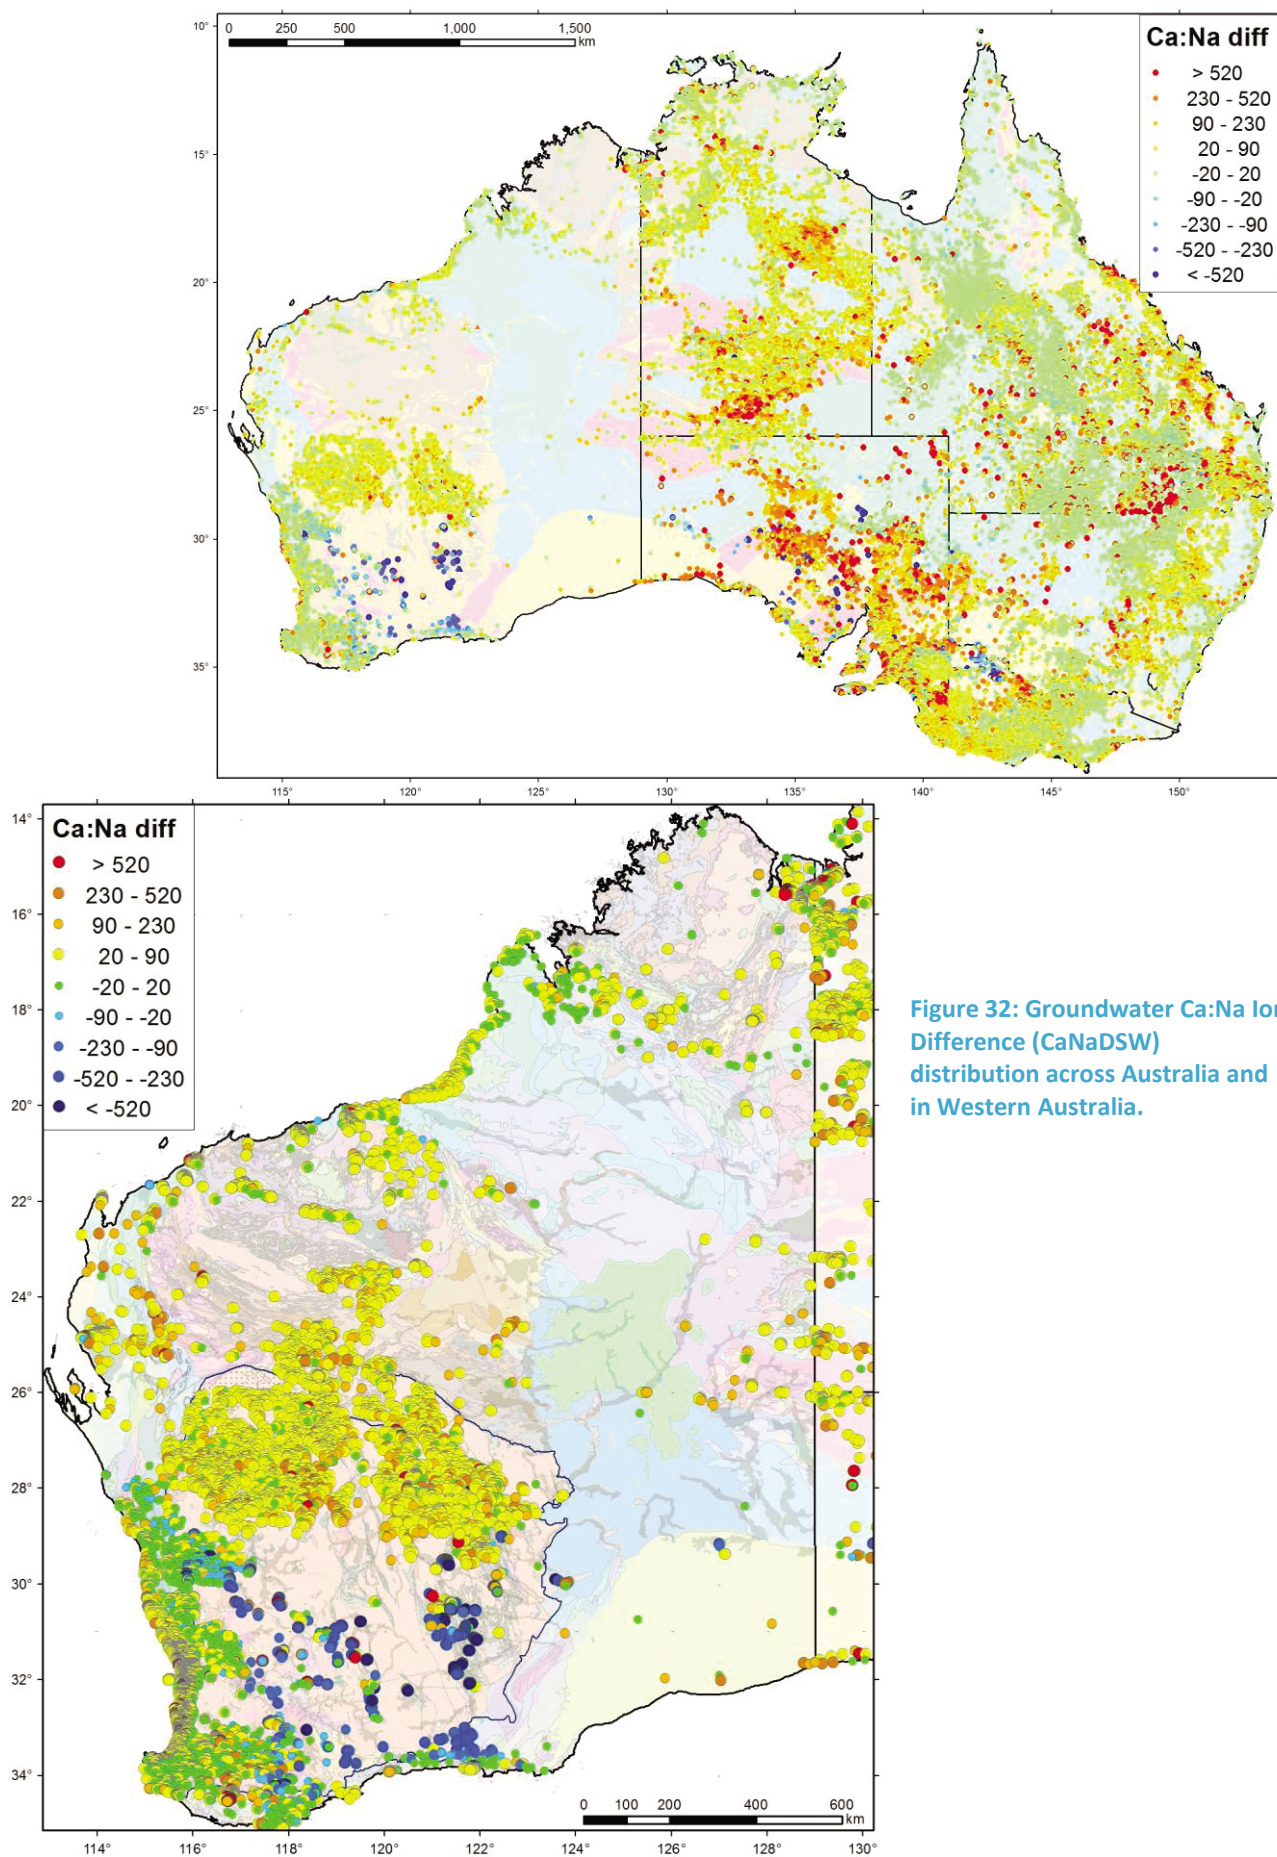 10°
0 250 500 1,000 1,500
km
Ca:Na diff
> 520
230 - 520
90 - 230
20 - 90
-20 - 20
-90 - -20
-230 - -90
-520 - -230
< -520
15°
20°
25°
30°
35°
115° 120° 125° 130° 135° 140° 145° 150°
14°
Ca:Na diff
> 520
230 - 520
90 - 230
20 - 90
-20 - 20
-90 - -20
-230 - -90
-520 - -230
< -520
16°
18°
Figure 32: Groundwater Ca:Na Ion
Difference (CaNaDSW)
distribution across Australia and
in Western Australia.
20°
22°
24°
26°
28°
30°
32°
34°
0 100 200 400 600
km
114° 116° 118° 120° 122° 124° 126° 128° 130°